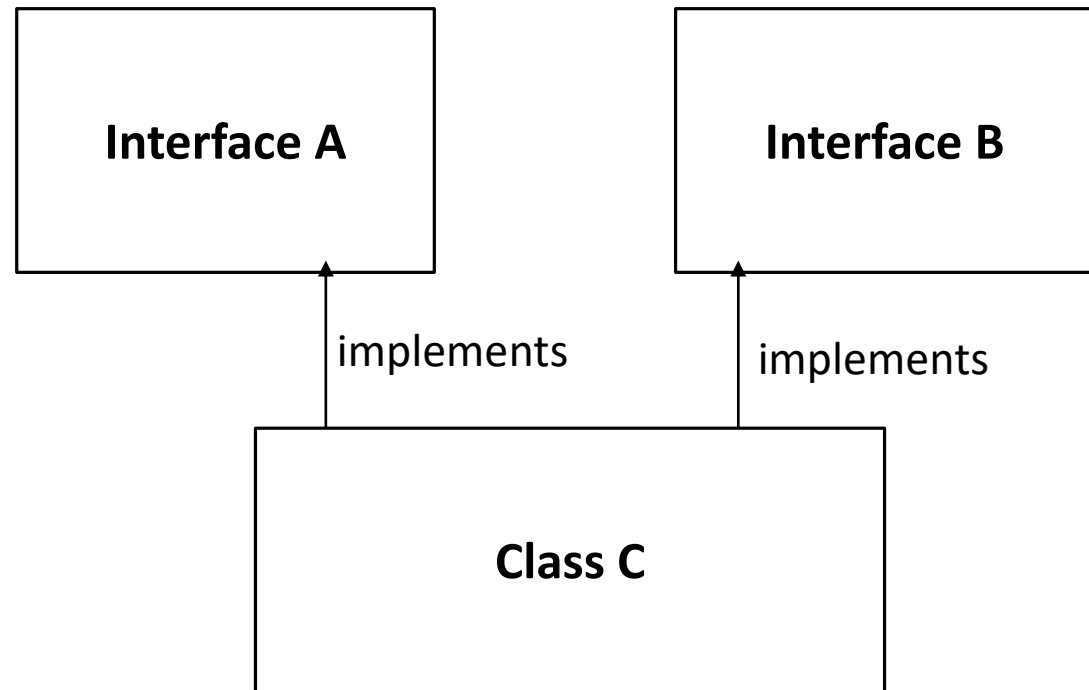 Interface A
Interface B
implements
implements
Class C